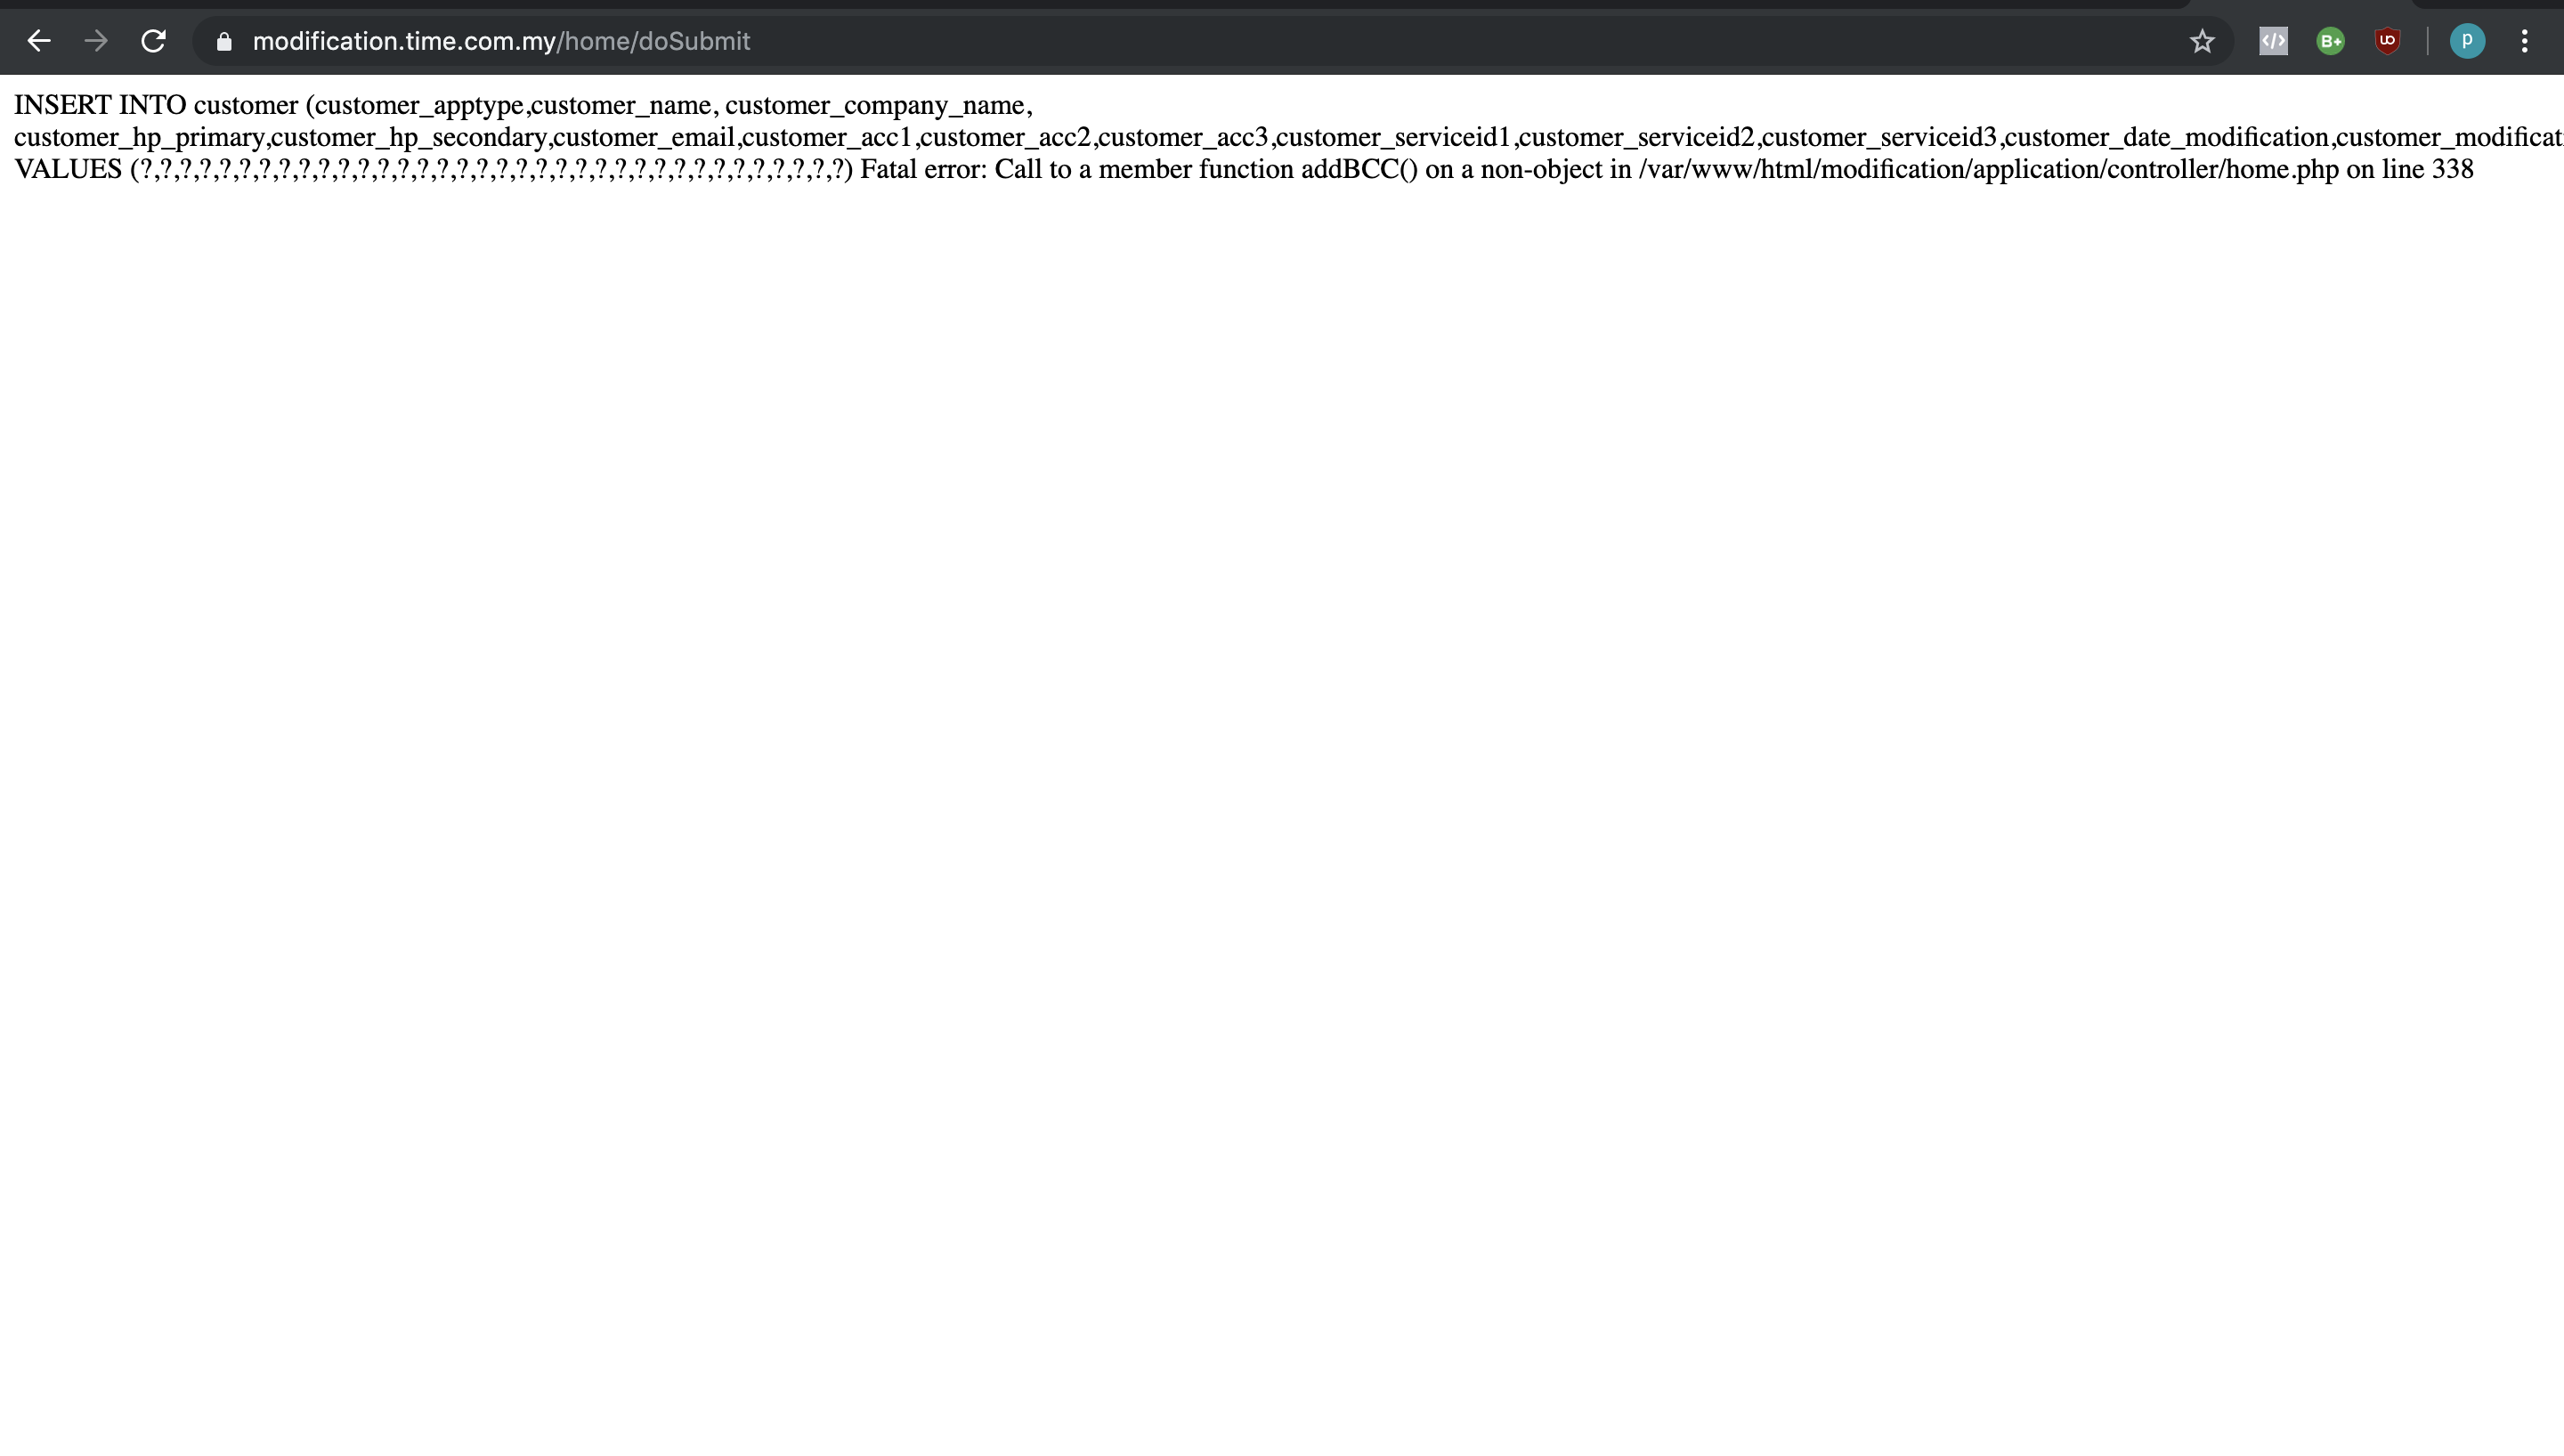 modification.time.com.my/home/doSubmit
</> B+ p
INSERT INTO customer (customer_apptype,customer_name, customer_company_name,
customer_hp_primary,customer_hp_secondary,customer_email,customer_acc1,customer_acc2,customer_acc3,customer_serviceid1,customer_serviceid2,customer_serviceid3,customer_date_modification,customer_modificati
VALUES (?,?,?,?,?,?,?,?,?,?,?,?,?,?,?,?,?,?,?,?,?,?,?,?,?,?,?,?,?,?,?,?,?,?,?,?) Fatal error: Call to a member function addBCC() on a non-object in /var/www/html/modification/application/controller/home.php on line 338